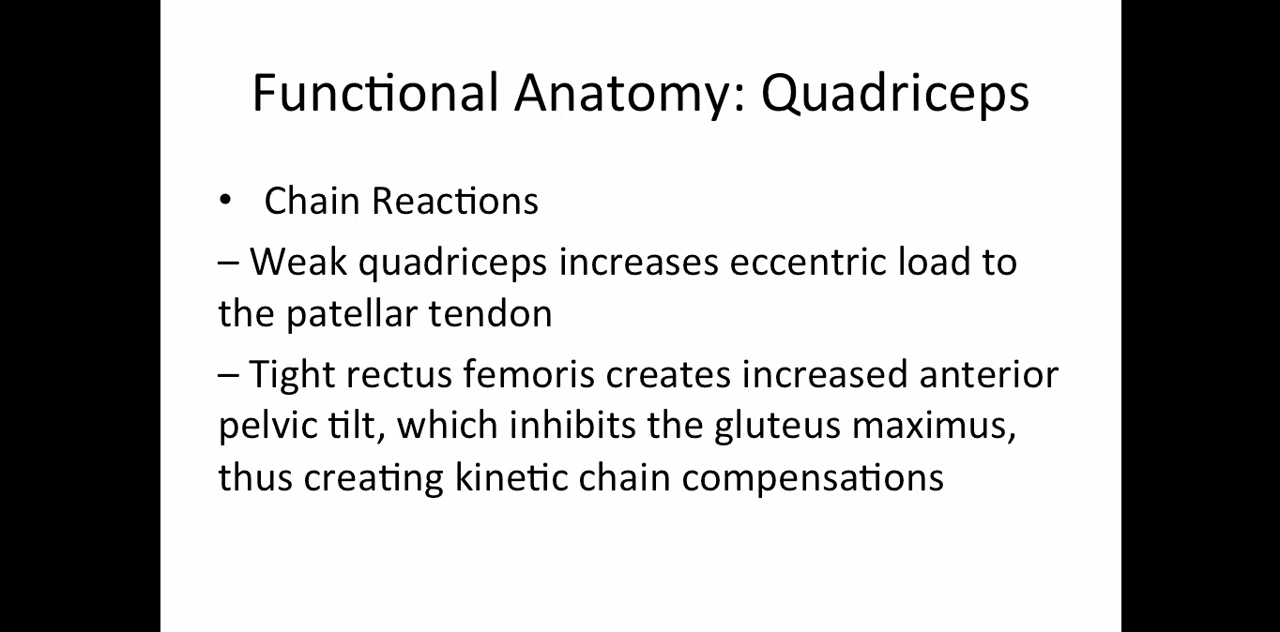 Functional Anatomy: Quadriceps
• Chain Reactions
– Weak quadriceps increases eccentric load to
the patellar tendon
– Tight rectus femoris creates increased anterior
pelvic tilt, which inhibits the gluteus maximus,
thus creating kinetic chain compensations